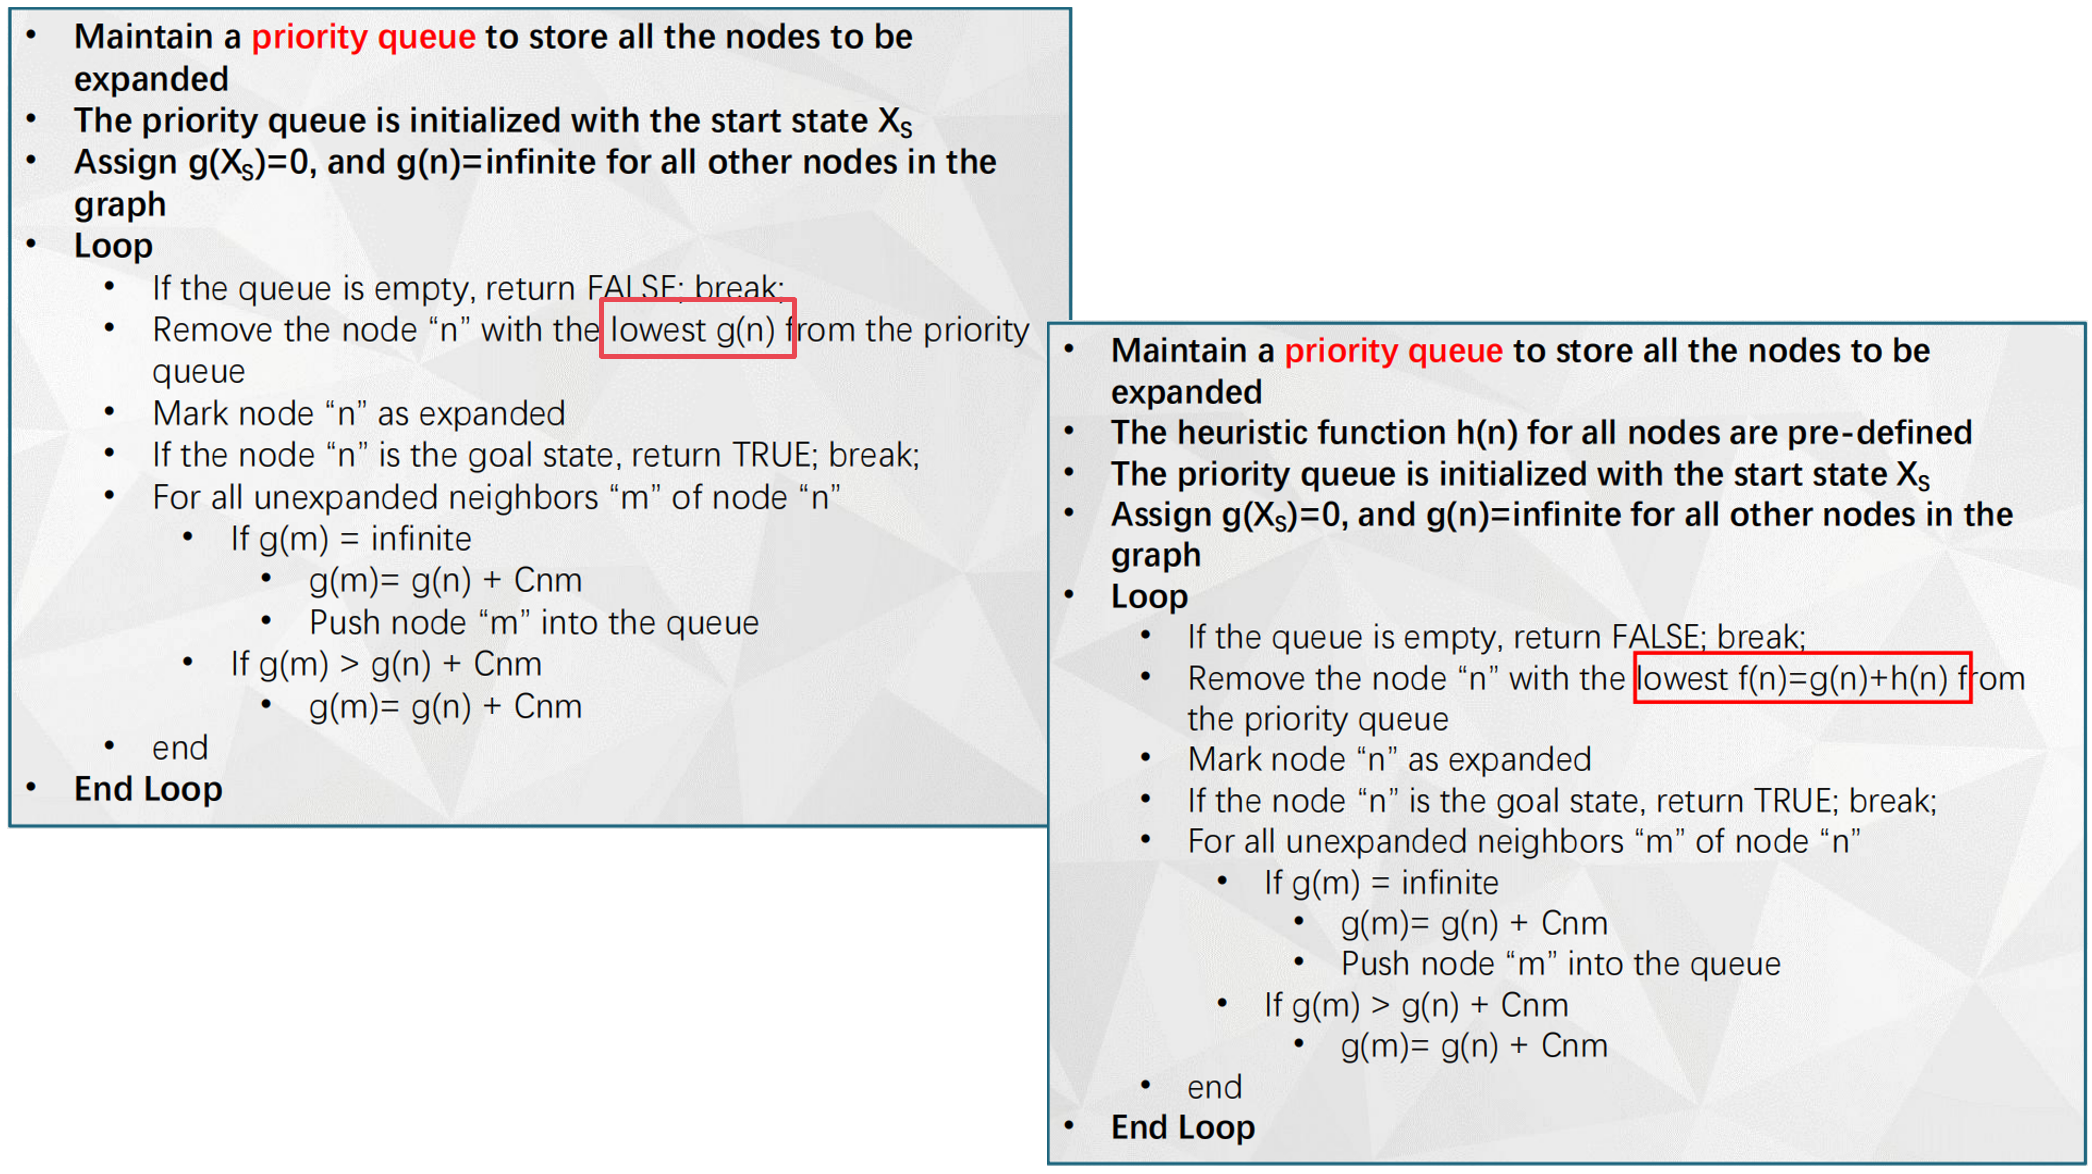 • Maintain a priority queue to store all the nodes to be
expanded
• The priority queue is initialized with the start state XS
• Assign g(XS)=0, and g(n)=infinite for all other nodes in the
graph
• Loop
• If the queue is empty, return FALSE; break;
• Remove the node “n” with the lowest g(n) from the priority
queue
• Mark node “n” as expanded
• If the node “n” is the goal state, return TRUE; break;
• For all unexpanded neighbors “m” of node “n”
• If g(m) = infinite
• g(m)= g(n) + Cnm
• Push node “m” into the queue
• If g(m) > g(n) + Cnm
• g(m)= g(n) + Cnm
• end
• End Loop
• Maintain a priority queue to store all the nodes to be
expanded
• The heuristic function h(n) for all nodes are pre-defined
• The priority queue is initialized with the start state XS
• Assign g(XS)=0, and g(n)=infinite for all other nodes in the
graph
• Loop
• If the queue is empty, return FALSE; break;
• Remove the node “n” with the lowest f(n)=g(n)+h(n) from
the priority queue
• Mark node “n” as expanded
• If the node “n” is the goal state, return TRUE; break;
• For all unexpanded neighbors “m” of node “n”
• If g(m) = infinite
• g(m)= g(n) + Cnm
• Push node “m” into the queue
• If g(m) > g(n) + Cnm
• g(m)= g(n) + Cnm
• end
• End Loop